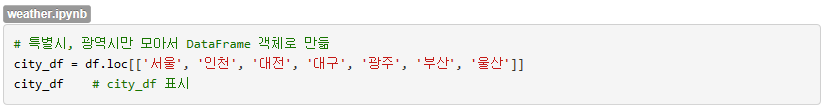 weather.ipynb
# 특별시, 광역시만 모아서 DataFrame 객체로 만듦
city_df = df.loc[['서울', '인천', '대전', '대구', '광주', '부산', '울산']]
city_df    # city_df 표시